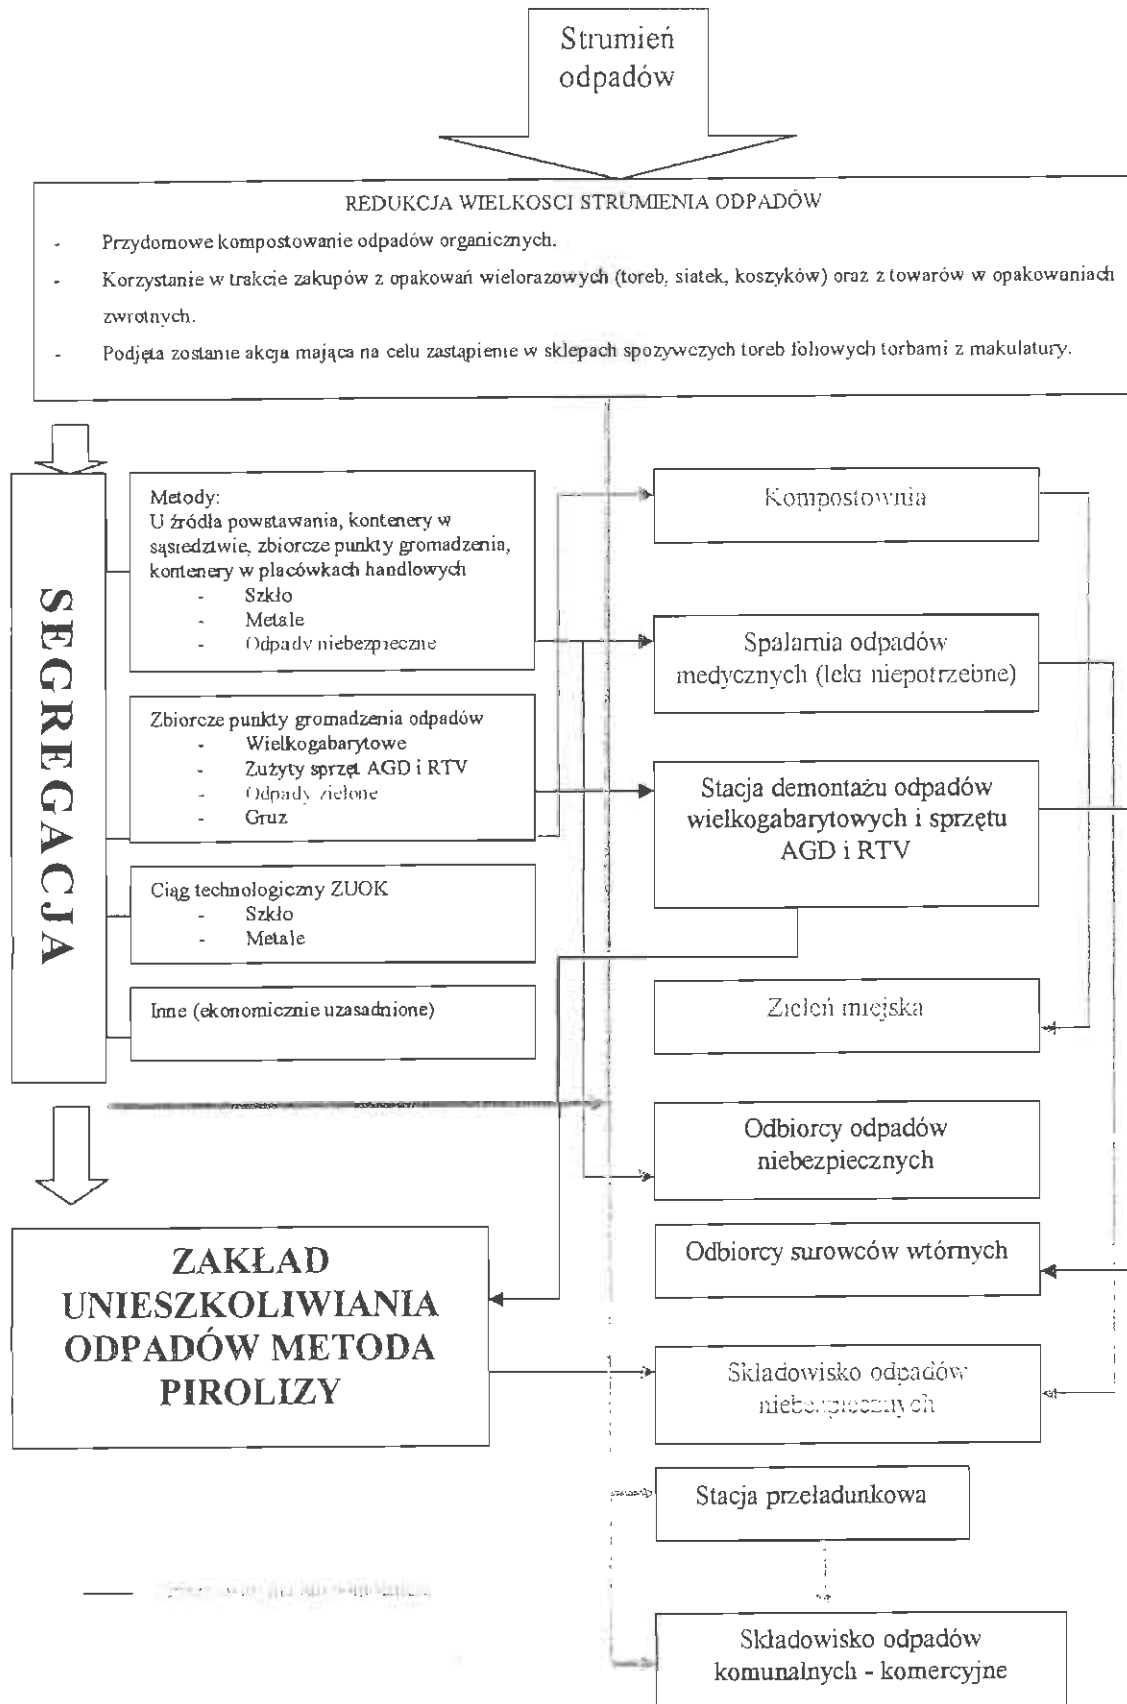 Strumień
odpadów
REDUKCJA WIELKOSCI STRUMIENIA ODPADÓW
- Przydomowe kompostowanie odpadów organicznych.
- Korzystanie w trakcie zakupów z opakowań wielorazowych (toreb, siatek, koszyków) oraz z towarów w opakowaniach
zwrotnych.
- Podjęta zostanie akcja mająca na celu zastąpienie w sklepach spożywczych toreb foliowych torbami z makulatury.
SEGREGACJA
Metody:
U źródła powstawania, kontenery w
sąsiedztwie, zbiorcze punkty gromadzenia,
kontenery w placówkach handlowych
- Szkło
- Metale
- Odpady niebezpieczne
Zbiorcze punkty gromadzenia odpadów
- Wielkogabarytowe
- Zużyty sprzęt AGD i RTV
- Odpady zielone
- Gruz
Ciąg technologiczny ZUOK
- Szkło
- Metale
Inne (ekonomicznie uzasadnione)
Kompostownia
Spalarnia odpadów
medycznych (leki niepotrzebne)
Stacja demontażu odpadów
wielkogabarytowych i sprzętu
AGD i RTV
Zieleń miejska
Odbiorcy odpadów
niebezpiecznych
Odbiorcy surowców wtórnych
Składowisko odpadów
niebezpiecznych
ZAKŁAD
UNIESZKOLIWIANIA
ODPADÓW METODA
PIROLIZY
Stacja przeładunkowa
Składowisko odpadów
komunalnych - komercyjne